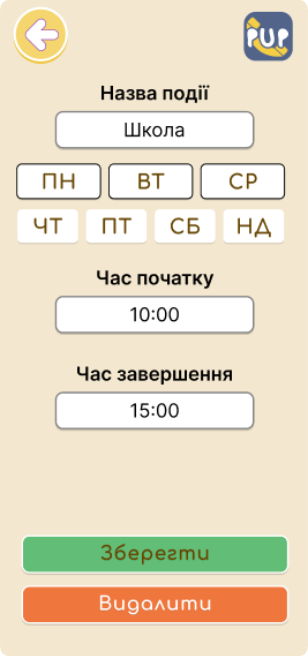 PUP
Назва події
Школа
ПН ВТ СР
ЧТ ПТ СБ НД
Час початку
10:00
Час завершення
15:00
Зберегти
Видалити